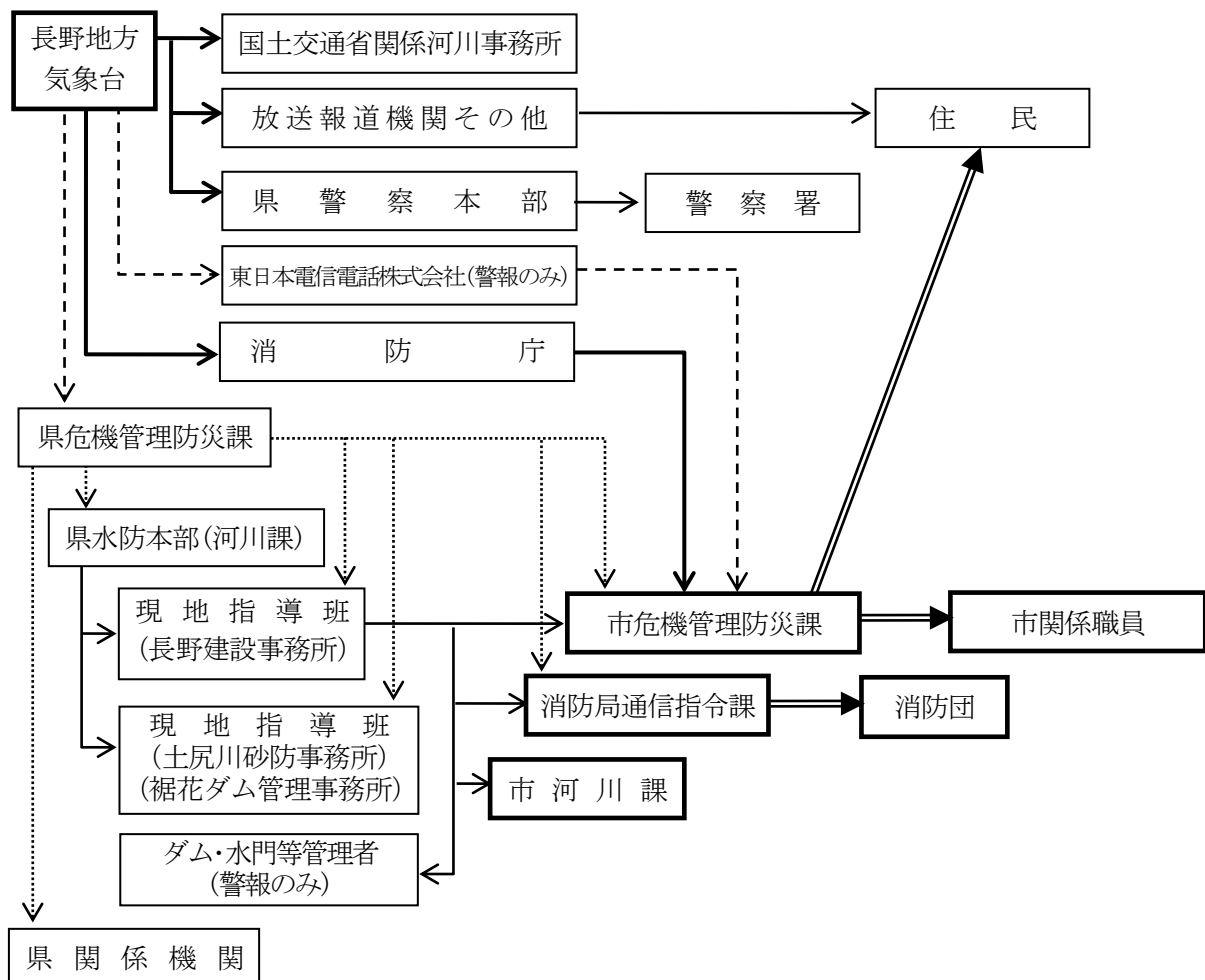 長野地方
気象台
国土交通省関係河川事務所
放送報道機関その他
住民
県警察本部
警察署
東日本電信電話株式会社(警報のみ)
消防庁
県危機管理防災課
県水防本部(河川課)
現地指導班
(長野建設事務所)
市危機管理防災課
市関係職員
消防局通信指令課
消防団
現地指導班
(土尻川砂防事務所)
(裾花ダム管理事務所)
市河川課
ダム・水門等管理者
(警報のみ)
県関係機関